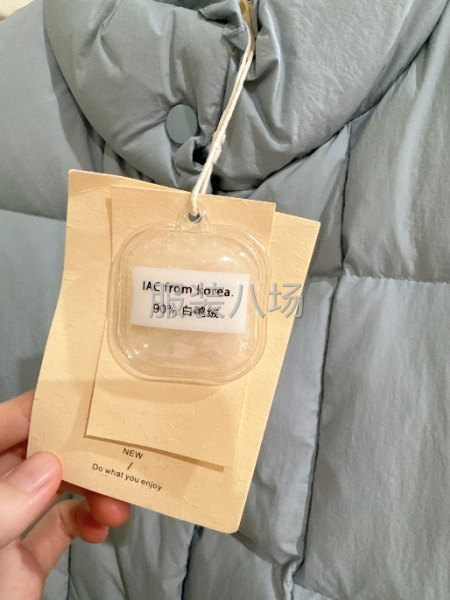 IAC from Korea.
90% 白鸭绒
服装八场
NEW
/
Do what you enjoy